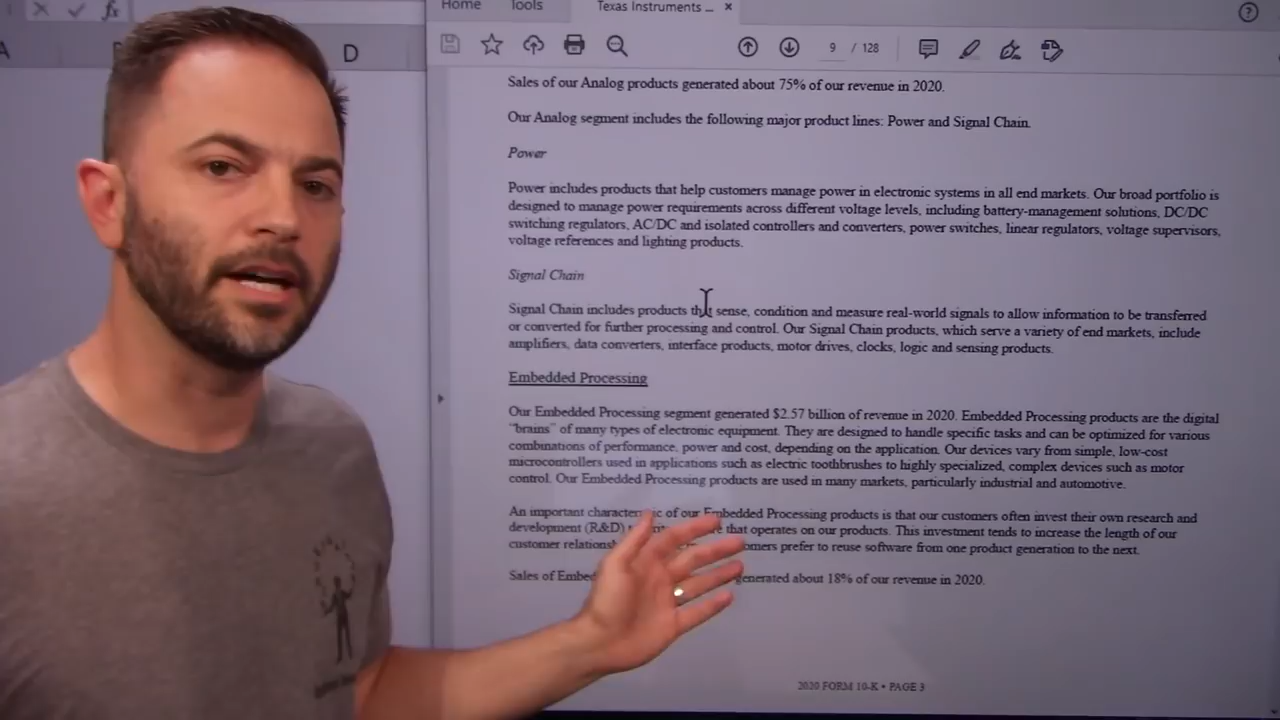 Home Tools Texas Instruments ... ×
fx
A D
9 / 128
Sales of our Analog products generated about 75% of our revenue in 2020.
Our Analog segment includes the following major product lines: Power and Signal Chain.
Power
Power includes products that help customers manage power in electronic systems in all end markets. Our broad portfolio is
designed to manage power requirements across different voltage levels, including battery-management solutions, DC/DC
switching regulators, AC/DC and isolated controllers and converters, power switches, linear regulators, voltage supervisors,
voltage references and lighting products.
Signal Chain
Signal Chain includes products that sense, condition and measure real-world signals to allow information to be transferred
or converted for further processing and control. Our Signal Chain products, which serve a variety of end markets, include
amplifiers, data converters, interface products, motor drives, clocks, logic and sensing products.
Embedded Processing
Our Embedded Processing segment generated $2.57 billion of revenue in 2020. Embedded Processing products are the digital
"brains" of many types of electronic equipment. They are designed to handle specific tasks and can be optimized for various
combinations of performance, power and cost, depending on the application. Our devices vary from simple, low-cost
microcontrollers used in applications such as electric toothbrushes to highly specialized, complex devices such as motor
control. Our Embedded Processing products are used in many markets, particularly industrial and automotive.
An important characteristic of our Embedded Processing products is that our customers often invest their own research and
development (R&D) that operates on our products. This investment tends to increase the length of our
customer prefer to reuse software from one product generation to the next.
Sales of generated about 18% of our revenue in 2020.
2020 FORM 10-K • PAGE 3